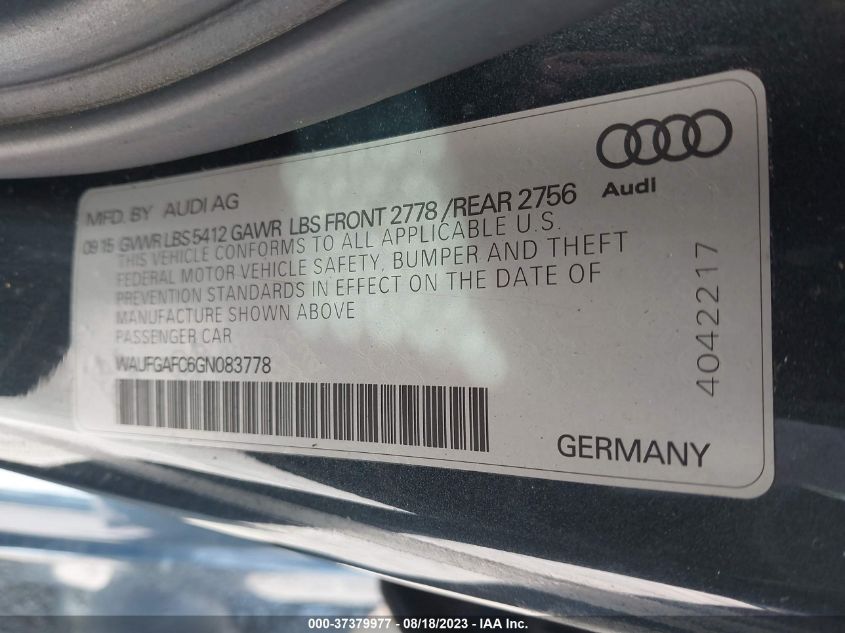 Audi
MFD. BY AUDI AG
09 15 GVWR LBS 5412 GAWR LBS FRONT 2778 /REAR 2756
THIS VEHICLE CONFORMS TO ALL APPLICABLE U.S.
FEDERAL MOTOR VEHICLE SAFETY, BUMPER AND THEFT
PREVENTION STANDARDS IN EFFECT ON THE DATE OF
MANUFACTURE SHOWN ABOVE
PASSENGER CAR
WAUFGAFC6GN083778
4042217
GERMANY
000-37379977 - 08/18/2023 - IAA Inc.